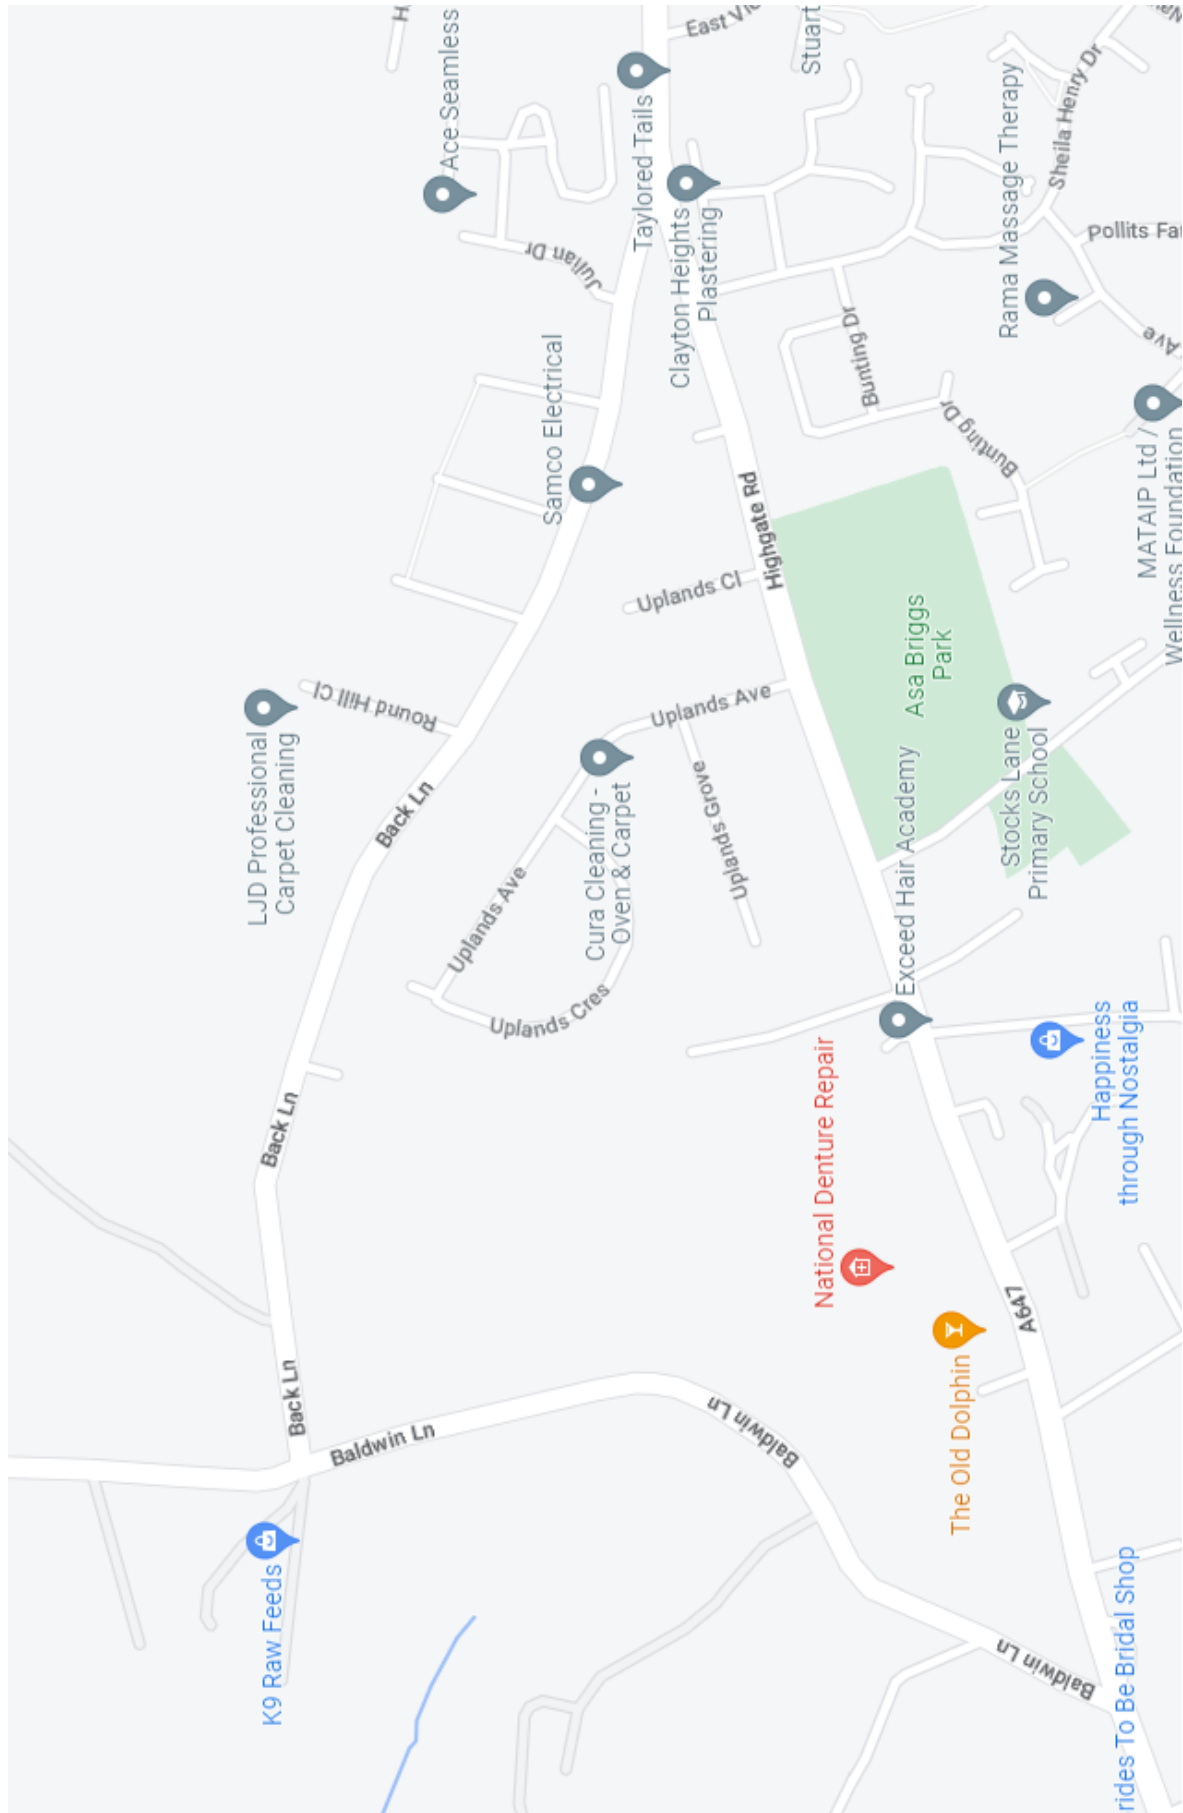 H
Ace Seamless
East Vic
Stuart
Na
Taylored Tails
Sheila Henry Dr
Rama Massage Therapy
Julian Dr
Clayton Heights
Plastering
Pollits Far
Ave
Bunting Dr
Bunting Dr
Samco Electrical
MATAIP Ltd /
Wellness Foundation
Highgate Rd
Uplands Cl
Asa Briggs
Park
Round Hill Cl
Uplands Ave
LJD Professional
Carpet Cleaning
Back Ln
Cura Cleaning -
Oven & Carpet
Uplands Grove
Stocks Lane
Primary School
Exceed Hair Academy
Uplands Ave
Uplands Cres
Happiness
through Nostalgia
National Denture Repair
Back Ln
A647
The Old Dolphin
Back Ln
Baldwin Ln
Baldwin Ln
K9 Raw Feeds
Baldwin Ln
rides To Be Bridal Shop